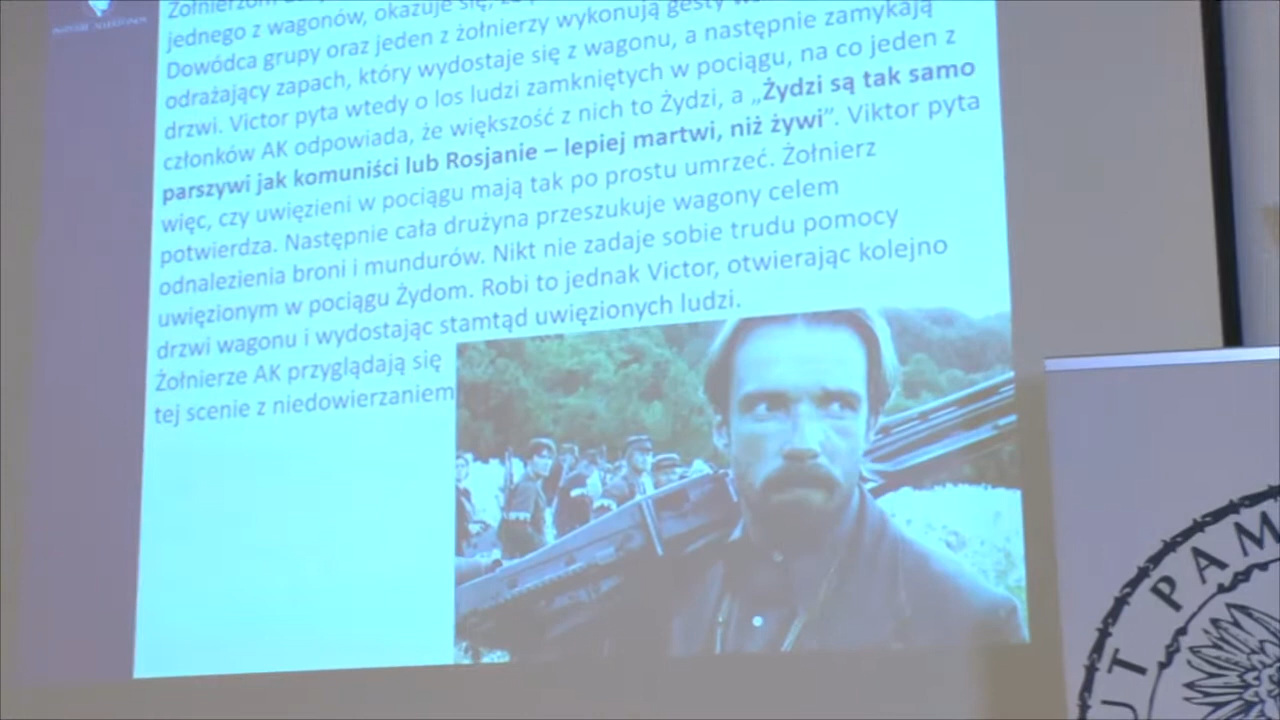 Żołnierzom
jednego z wagonów, okazuje się,
Dowódca grupy oraz jeden z żołnierzy wykonują gesty
odrażający zapach, który wydostaje się z wagonu, a następnie zamykają
drzwi. Victor pyta wtedy o los ludzi zamkniętych w pociągu, na co jeden z
członków AK odpowiada, że większość z nich to Żydzi, a „Żydzi są tak samo
parszywi jak komuniści lub Rosjanie – lepiej martwi, niż żywi”. Viktor pyta
więc, czy uwięzieni w pociągu mają tak po prostu umrzeć. Żołnierz
potwierdza. Następnie cała drużyna przeszukuje wagony celem
odnalezienia broni i mundurów. Nikt nie zadaje sobie trudu pomocy
uwięzionym w pociągu Żydom. Robi to jednak Victor, otwierając kolejno
drzwi wagonu i wydostając stamtąd uwięzionych ludzi.
Żołnierze AK przyglądają się
tej scenie z niedowierzaniem
UT PAM